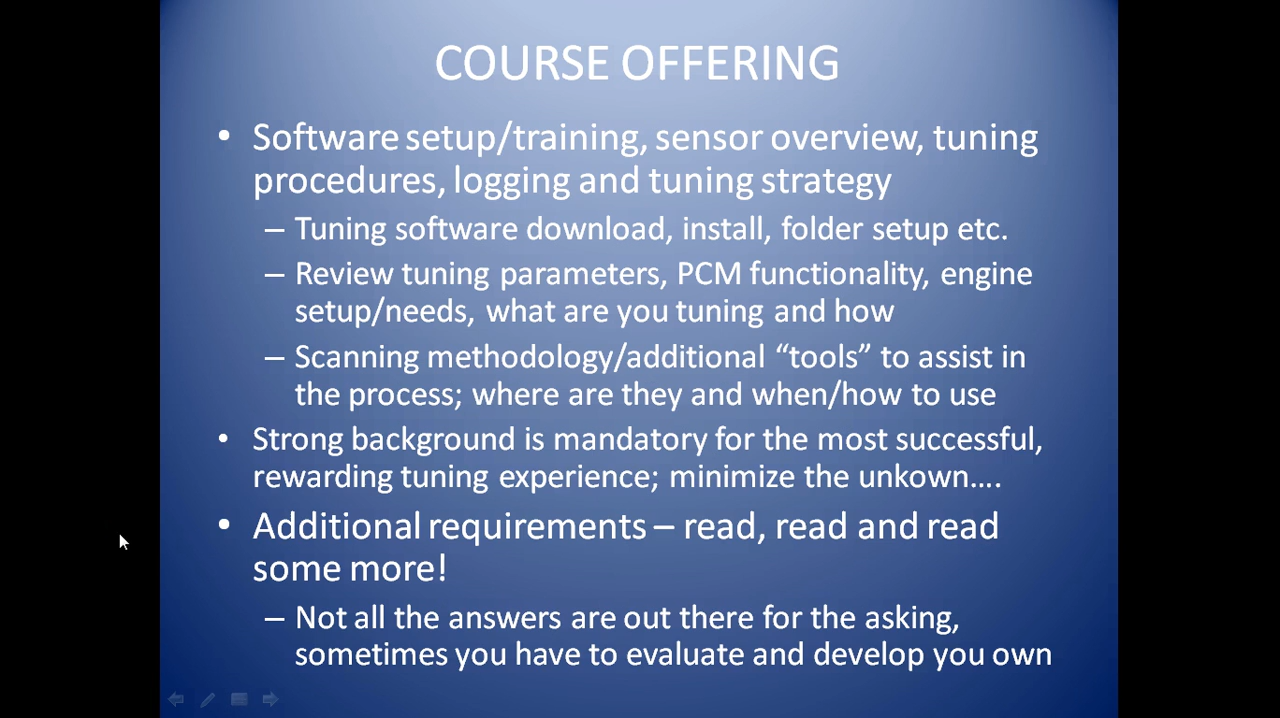 COURSE OFFERING
• Software setup/training, sensor overview, tuning
procedures, logging and tuning strategy
– Tuning software download, install, folder setup etc.
– Review tuning parameters, PCM functionality, engine
setup/needs, what are you tuning and how
– Scanning methodology/additional “tools” to assist in
the process; where are they and when/how to use
• Strong background is mandatory for the most successful,
rewarding tuning experience; minimize the unkown….
• Additional requirements – read, read and read
some more!
– Not all the answers are out there for the asking,
sometimes you have to evaluate and develop you own